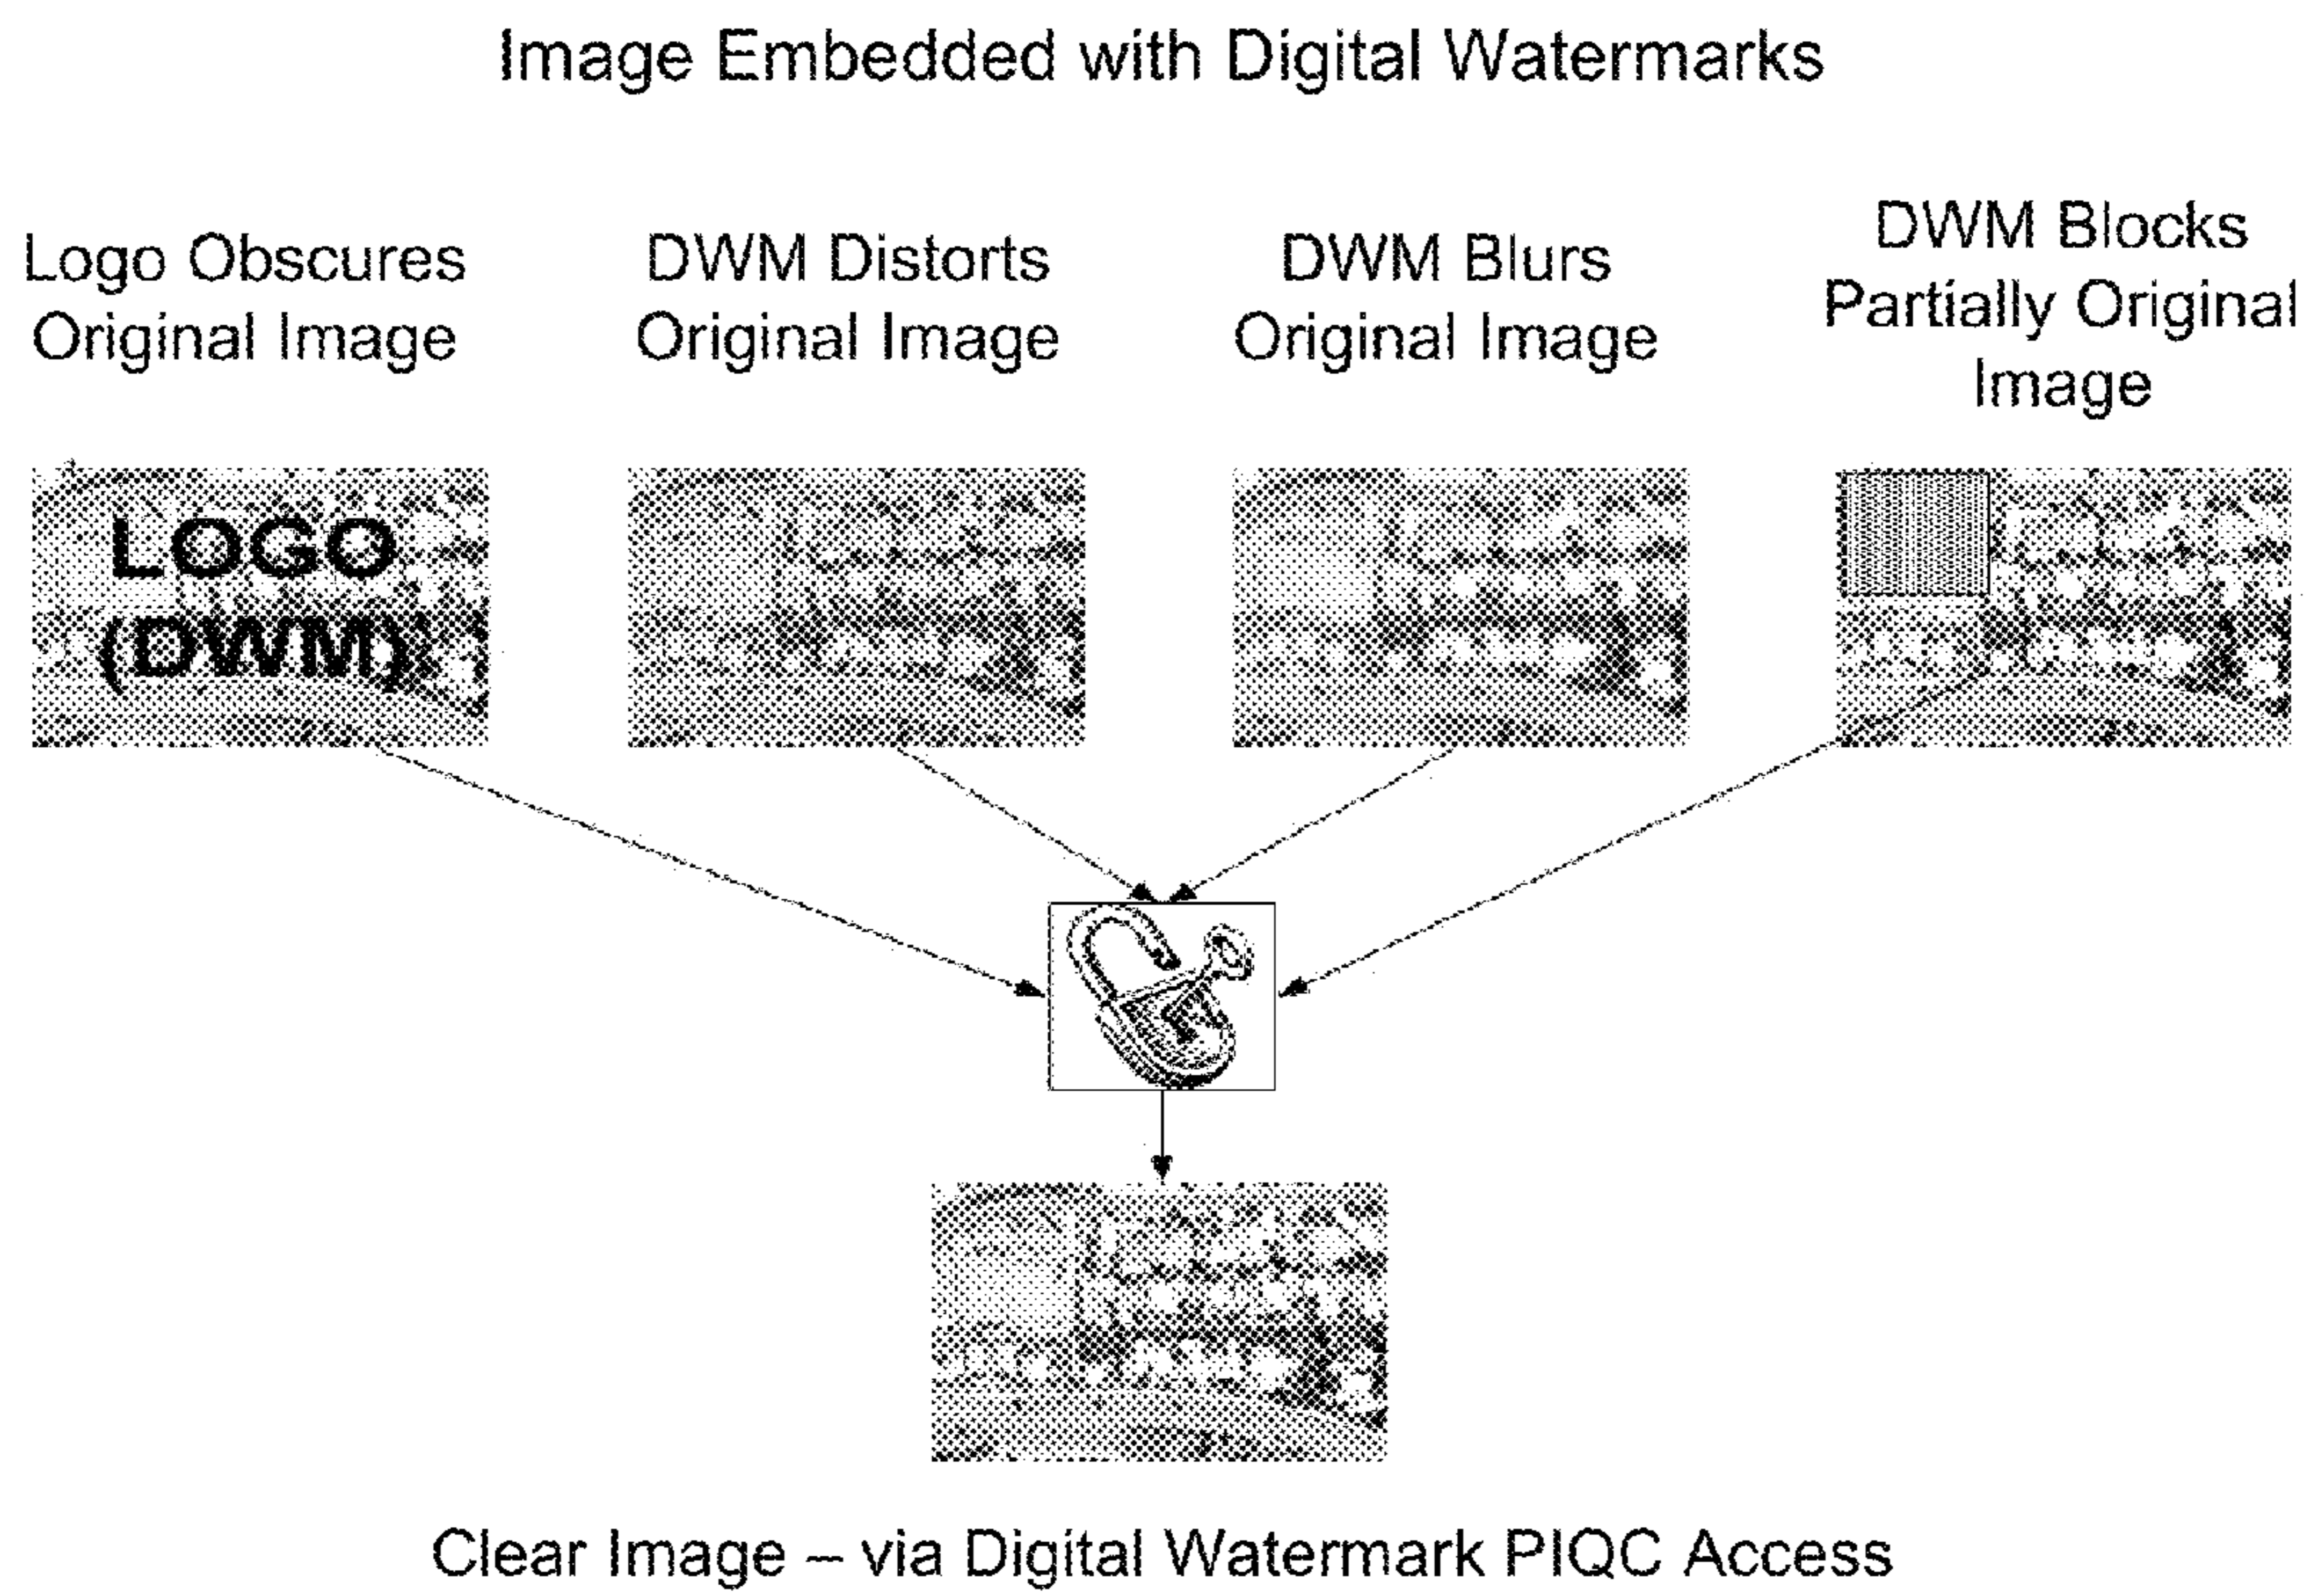 Image Embedded with Digital Watermarks
Logo Obscures
Original Image
DWM Distorts
Original Image
DWM Blurs
Original Image
DWM Blocks
Partially Original
Image
LOGO
(DWM)
Clear Image – via Digital Watermark PIQC Access